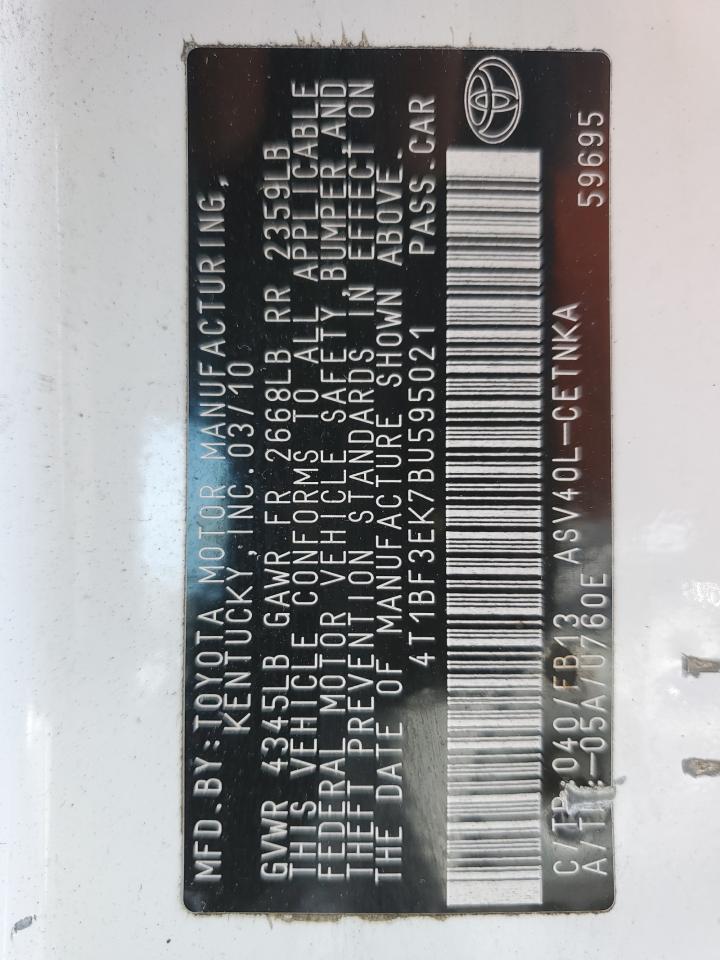 MFD.BY:TOYOTA MOTOR MANUFACTURING,
KENTUCKY,INC.03/10
GVWR 4345LB GAWR FR 2668LB RR 2359LB
THIS VEHICLE CONFORMS TO ALL APPLICABLE
FEDERAL MOTOR VEHICLE SAFETY, BUMPER AND
THEFT PREVENTION STANDARDS IN EFFECT ON
THE DATE OF MANUFACTURE SHOWN ABOVE.
4T1BF3EK7BU595021 PASS.CAR
C/TR:040/FB13 ASV40L-CETNKA
A/TM:-05A/U760E 59695